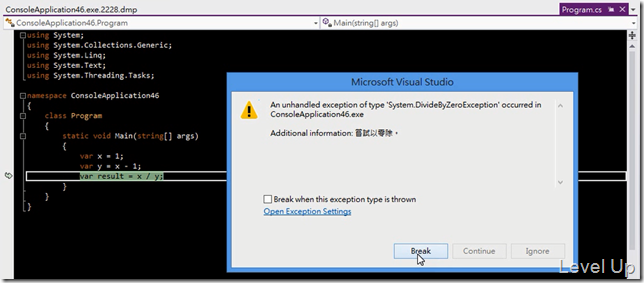 ConsoleApplication46.exe.2228.dmp
Program.cs
ConsoleApplication46.Program
Main(string[] args)
using System;
using System.Collections.Generic;
using System.Linq;
using System.Text;
using System.Threading.Tasks;
namespace ConsoleApplication46
{
class Program
{
static void Main(string[] args)
{
var x = 1;
var y = x - 1;
var result = x / y;
}
}
}
Microsoft Visual Studio
An unhandled exception of type 'System.DivideByZeroException' occurred in
ConsoleApplication46.exe
Additional information: 嘗試以零除。
Break when this exception type is thrown
Open Exception Settings
Break
Continue
Ignore
Level Up